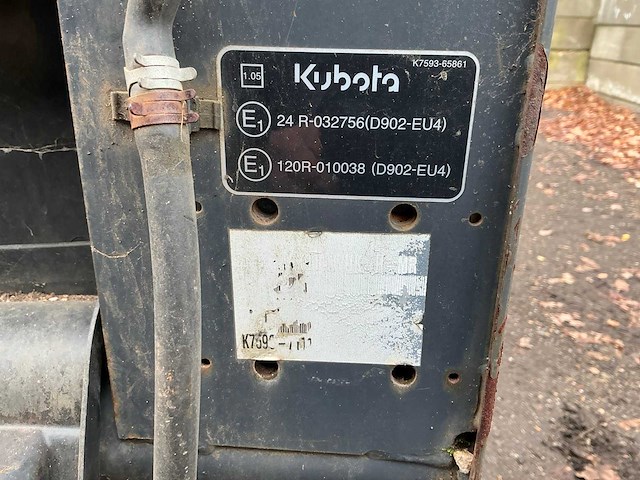 K7593-65861
1.05 Kubota
E1 24 R-032756(D902-EU4)
E1 120R-010038 (D902-EU4)